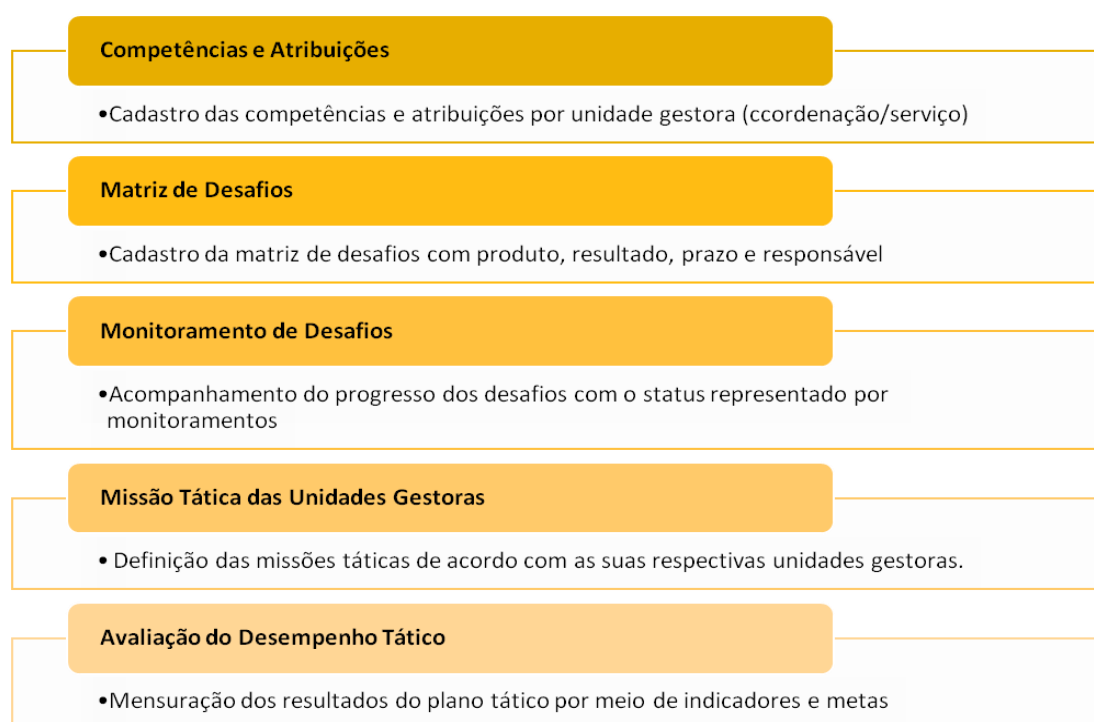 Competências e Atribuições
•Cadastro das competências e atribuições por unidade gestora (ccordenação/serviço)
Matriz de Desafios
•Cadastro da matriz de desafios com produto, resultado, prazo e responsável
Monitoramento de Desafios
•Acompanhamento do progresso dos desafios com o status representado por
monitoramentos
Missão Tática das Unidades Gestoras
• Definição das missões táticas de acordo com as suas respectivas unidades gestoras.
Avaliação do Desempenho Tático
•Mensuração dos resultados do plano tático por meio de indicadores e metas